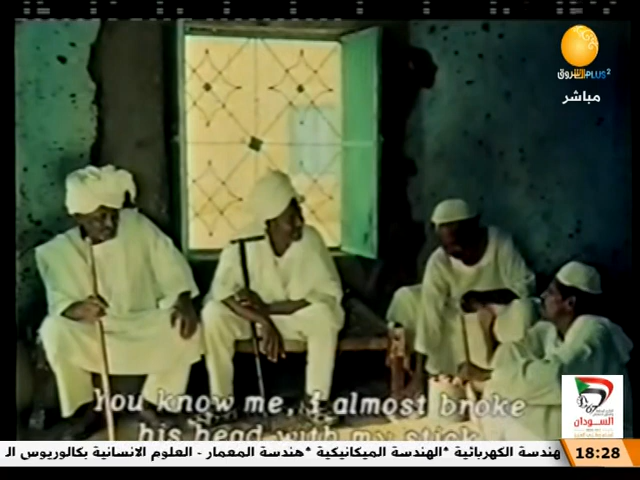 الشروق PLUS²
مباشر
You know me, I almost broke
his head with my stick
السودان
هندسة الكهربائية *الهندسة الميكانيكية *هندسة المعمار - العلوم الانسانية بكالوريوس ال
18:28